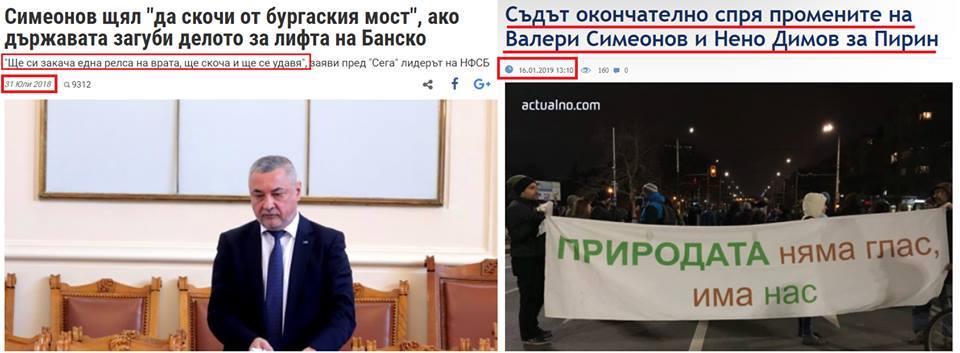 Симеонов щял "да скочи от бургаския мост", ако
държавата загуби делото за лифта на Банско
"Ще си закача една релса на врата, ще скоча и ще се удавя", заяви пред "Сега" лидерът на НФСБ
31 Юли 2018 9312
f G+
Съдът окончателно спря промените на
Валери Симеонов и Нено Димов за Пирин
16.01.2019 13:10 160 0
actualno.com
ПРИРОДАТА няма глас,
има нас